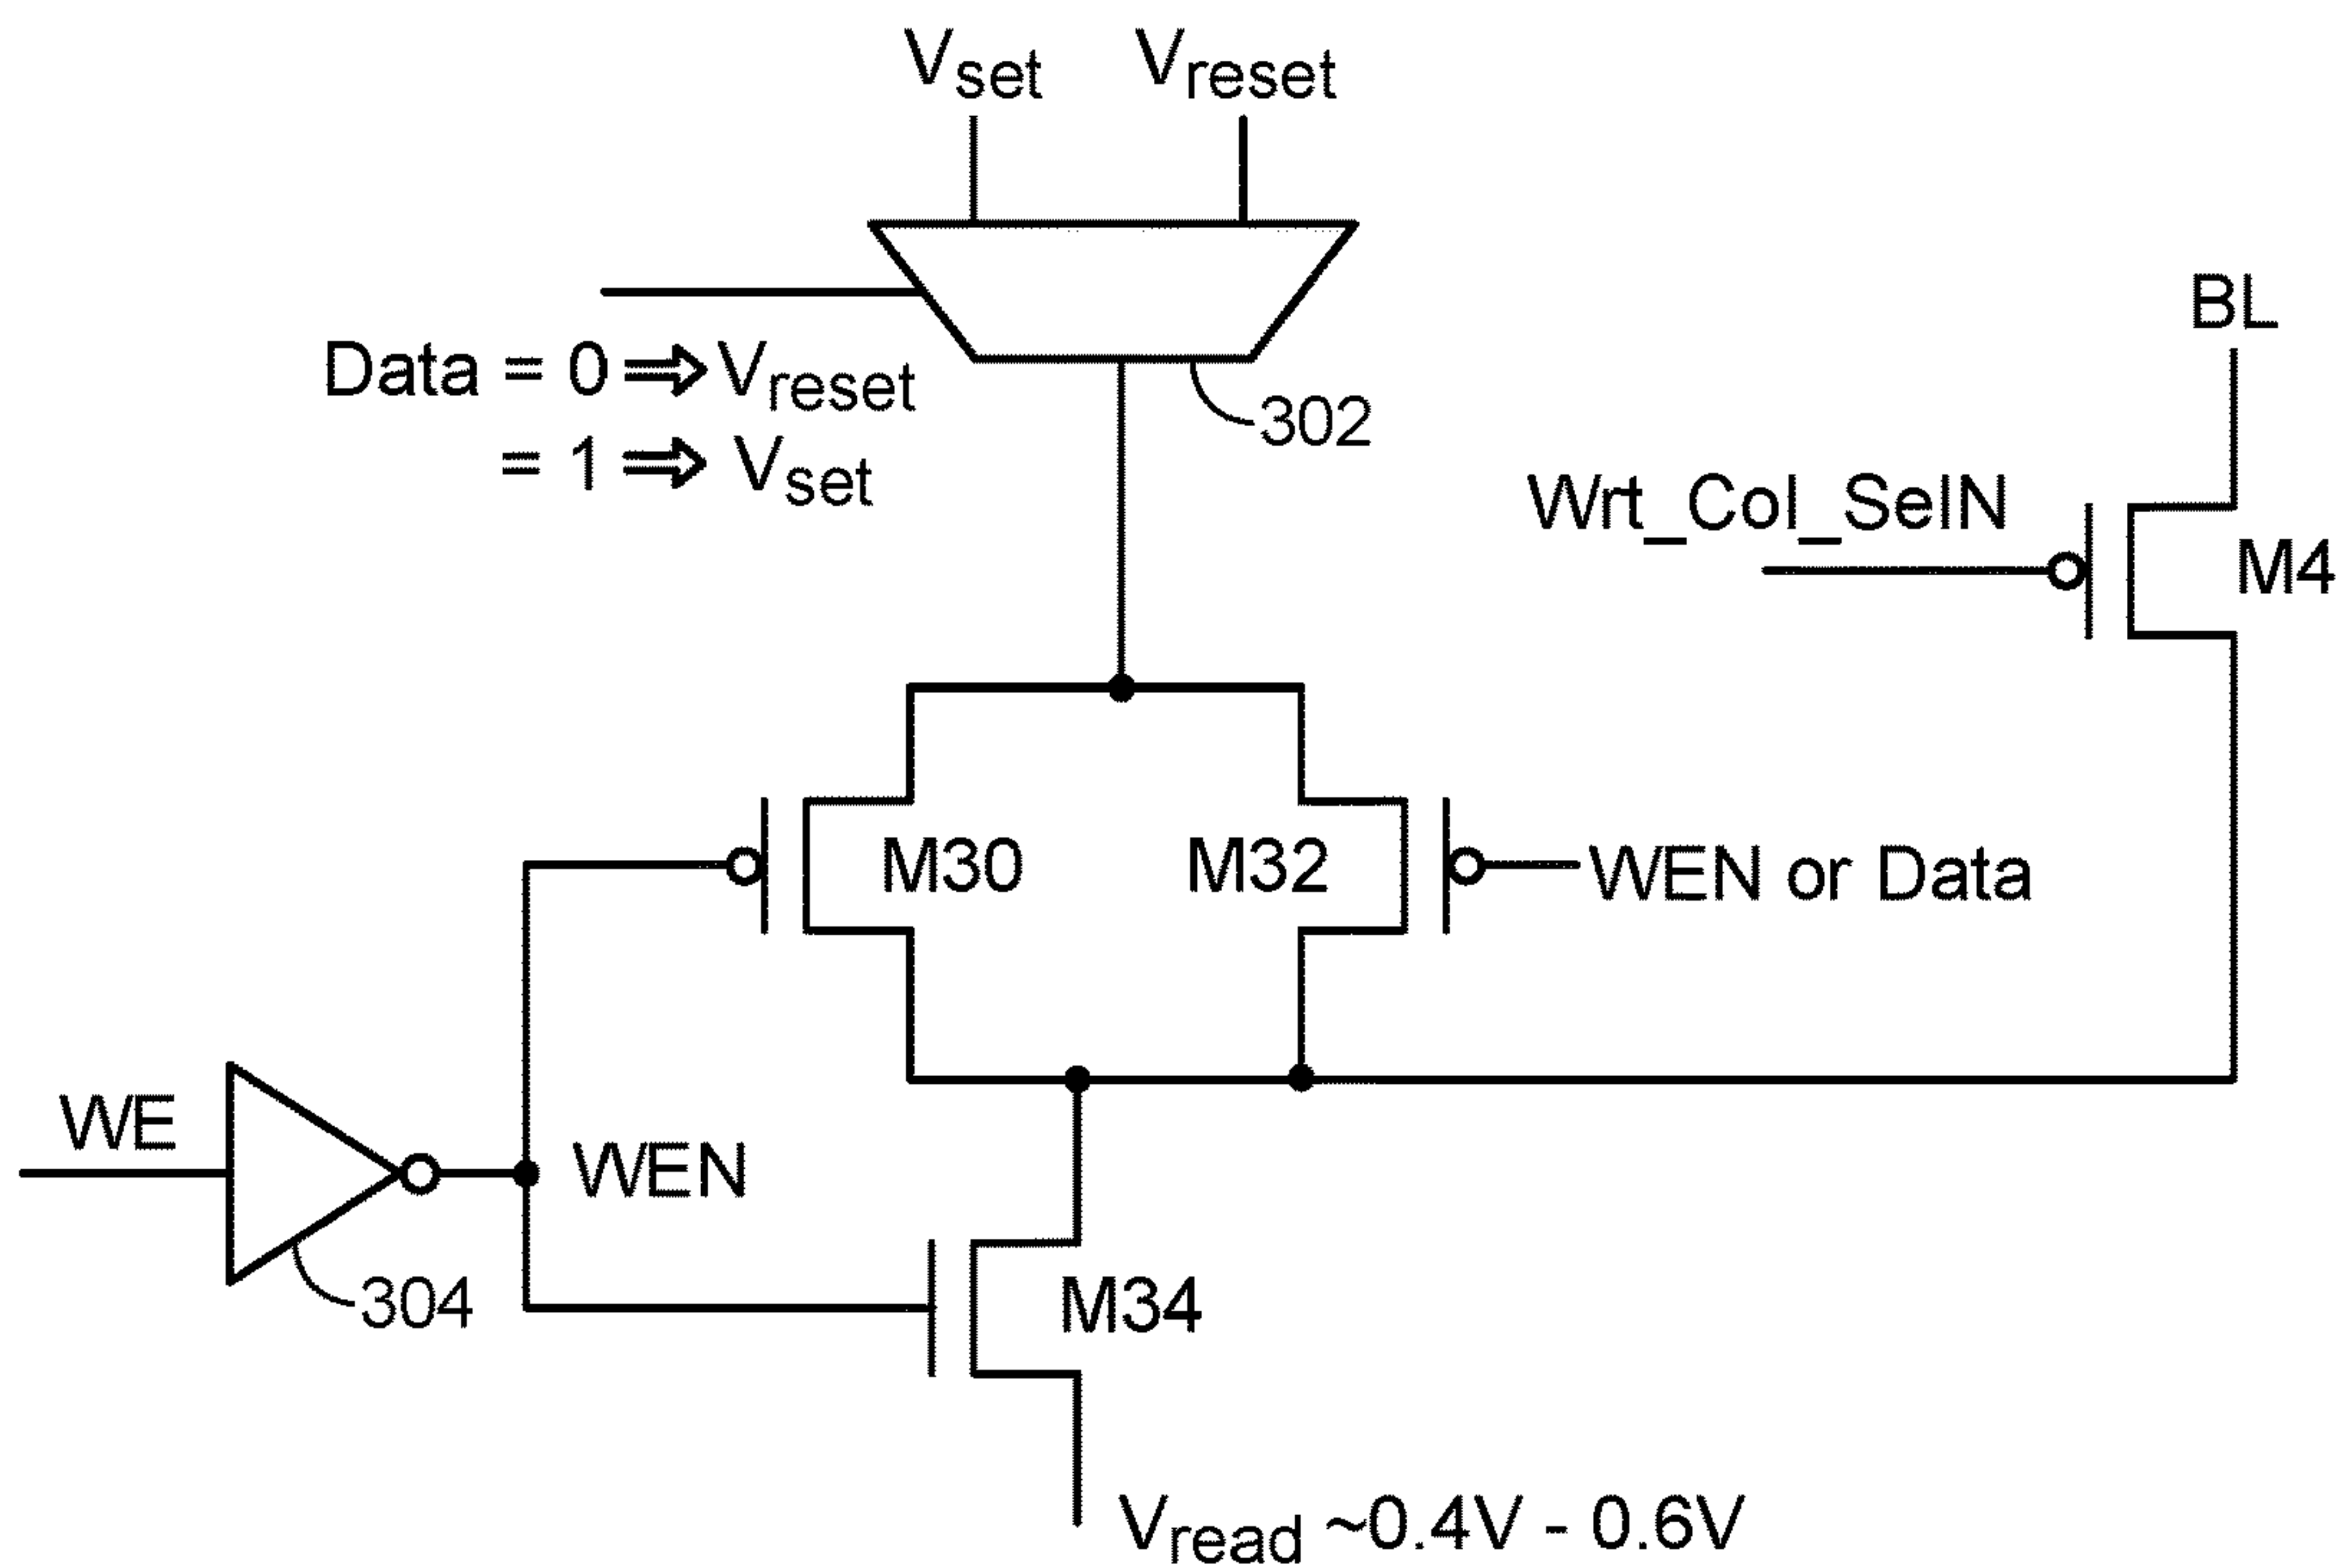 Vset Vreset
BL
Data = 0 ⇒ Vreset
302
= 1 ⇒ Vset
Wrt_Col_SelN
M4
M30 M32 WEN or Data
WE
WEN
304
M34
Vread ~0.4V - 0.6V